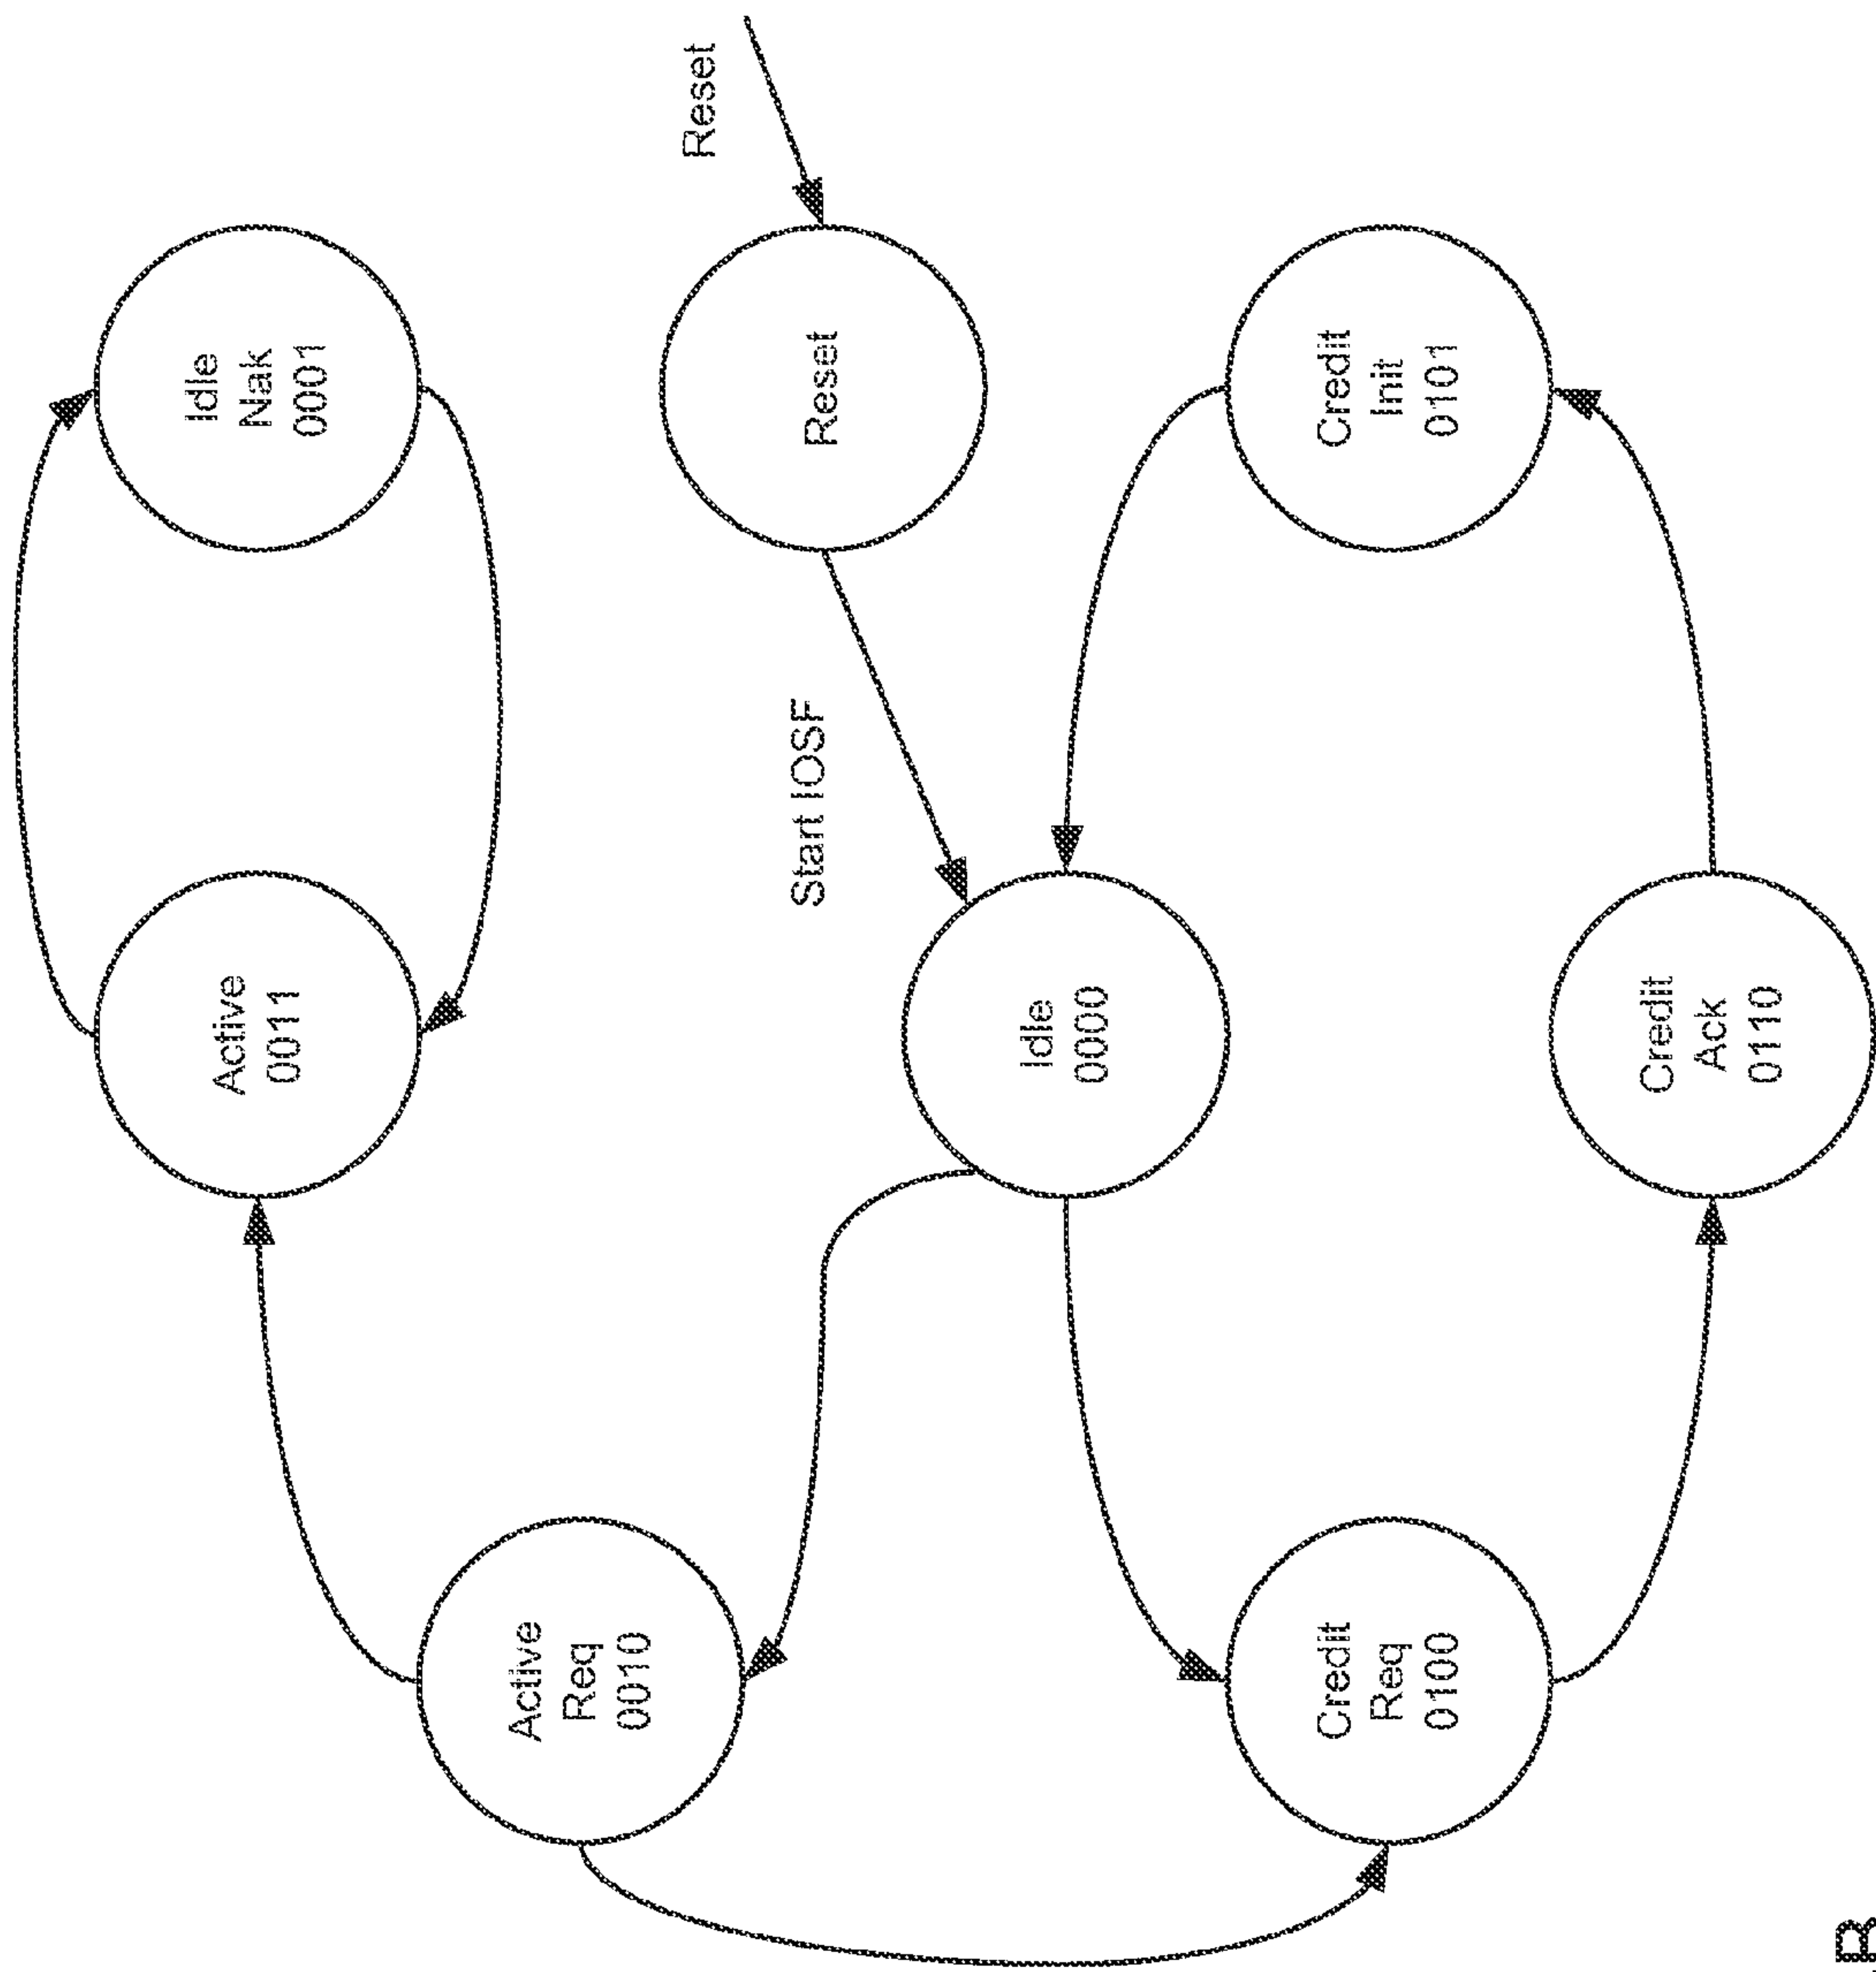 Active
0011
Idle
Nak
0001
Active
Req
0010
Reset
Start IOSF
Reset
Idle
0000
Credit
Req
0100
Credit
Init
0101
Credit
Ack
0110